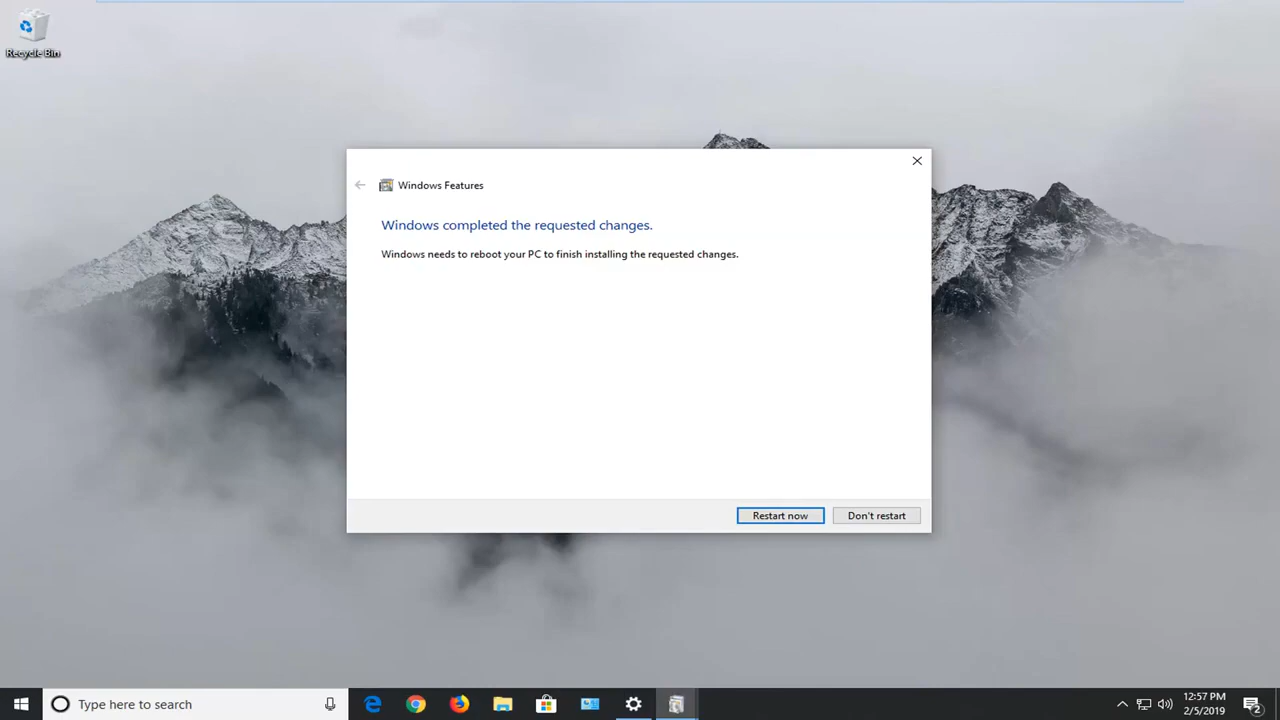 Recycle Bin
Windows Features
Windows completed the requested changes.
Windows needs to reboot your PC to finish installing the requested changes.
Restart now
Don't restart
Type here to search
12:57 PM
2/5/2019
2